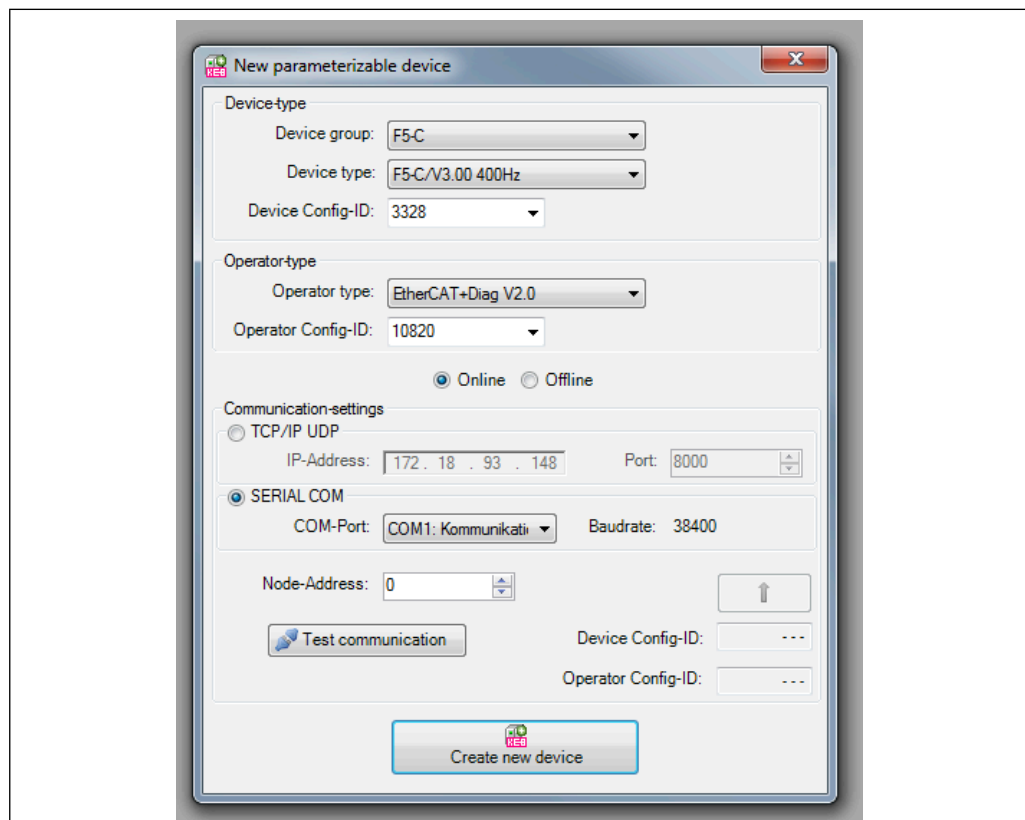 New parameterizable device
Device-type
Device group: F5-C
Device type: F5-C/V3.00 400Hz
Device Config-ID: 3328
Operator-type
Operator type: EtherCAT+Diag V2.0
Operator Config-ID: 10820
Online Offline
Communication-settings
TCP/IP UDP
IP-Address: 172 . 18 . 93 . 148 Port: 8000
SERIAL COM
COM-Port: COM1: Kommunikati Baudrate: 38400
Node-Address: 0
Test communication Device Config-ID: ---
Operator Config-ID: ---
KEB
Create new device